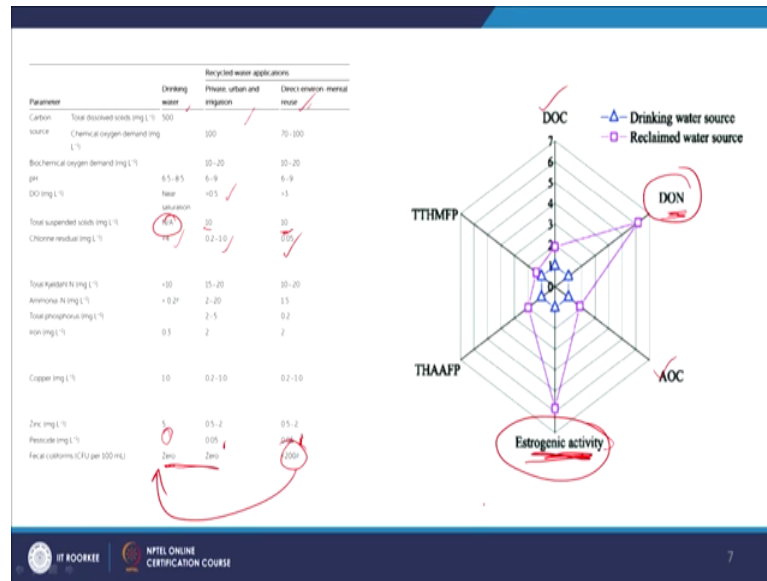 Recycled water applications
Drinking Private, urban and Direct environ-mental
Parameter water irrigation reuse
Carbon Total dissolved solids (mg L⁻¹) 500
source Chemical oxygen demand (mg 100 70-100
L⁻¹)
Biochemical oxygen demand (mg L⁻¹) 10-20 10-20
pH 6.5-8.5 6-9 6-9
DO (mg L⁻¹) Near >0.5 >3
saturation
Total suspended solids (mg L⁻¹) N/A 10 10
Chlorine residual (mg L⁻¹) 0.2-1.0 0.05
Total Kjeldahl-N (mg L⁻¹) >10 15-20 10-20
Ammonia-N (mg L⁻¹) < 0.2 2-20 1.5
Total phosphorus (mg L⁻¹) 2-5 0.2
Iron (mg L⁻¹) 0.3 2 2
Copper (mg L⁻¹) 1.0 0.2-1.0 0.2-1.0
Zinc (mg L⁻¹) 5 0.5-2 0.5-2
Pesticide (mg L⁻¹) 0.05
Fecal coliforms (CFU per 100 mL) Zero Zero
DOC
Drinking water source
Reclaimed water source
7
6
5
4
3
2
1
0
DON
TTHMFP
THAAFP
AOC
Estrogenic activity
IIT ROORKEE
NPTEL ONLINE
CERTIFICATION COURSE
7